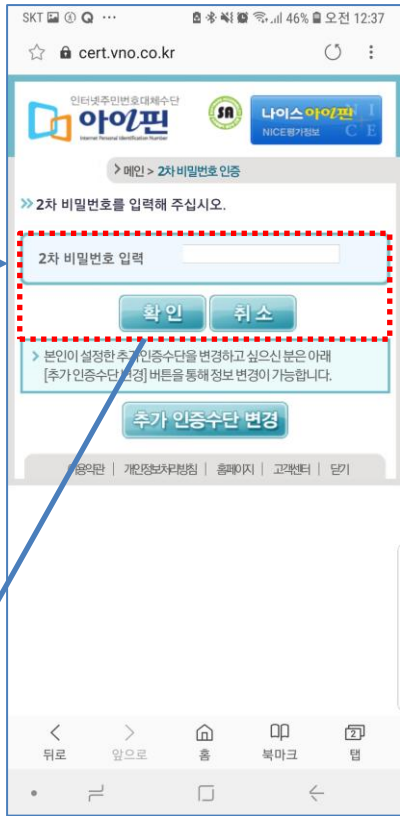 SKT 46% 오전 12:37
cert.vno.co.kr
인터넷주민번호대체수단
아이핀
Internet Personal Identification Number
SA
나이스아이핀
NICE평가정보
NICE
메인 > 2차 비밀번호 인증
2차 비밀번호를 입력해 주십시오.
2차 비밀번호 입력
확 인 취 소
본인이 설정한 추가인증수단을 변경하고 싶으신 분은 아래
[추가 인증수단 변경] 버튼을 통해 정보 변경이 가능합니다.
추가 인증수단 변경
이용약관 | 개인정보처리방침 | 홈페이지 | 고객센터 | 닫기
2
뒤로 앞으로 홈 북마크 탭